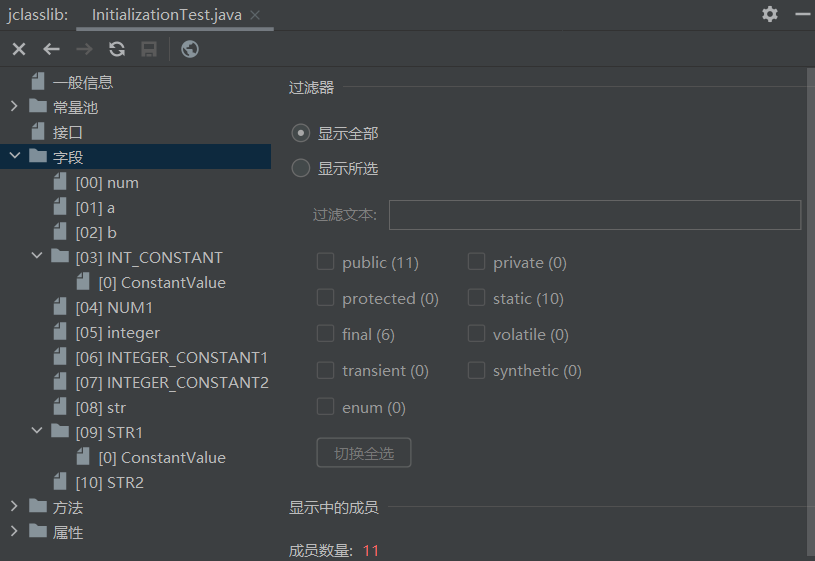 jclasslib: InitializationTest.java
一般信息
常量池
接口
字段
[00] num
[01] a
[02] b
[03] INT_CONSTANT
[0] ConstantValue
[04] NUM1
[05] integer
[06] INTEGER_CONSTANT1
[07] INTEGER_CONSTANT2
[08] str
[09] STR1
[0] ConstantValue
[10] STR2
方法
属性
过滤器
显示全部
显示所选
过滤文本:
public (11) private (0)
protected (0) static (10)
final (6) volatile (0)
transient (0) synthetic (0)
enum (0)
切换全选
显示中的成员
成员数量: 11